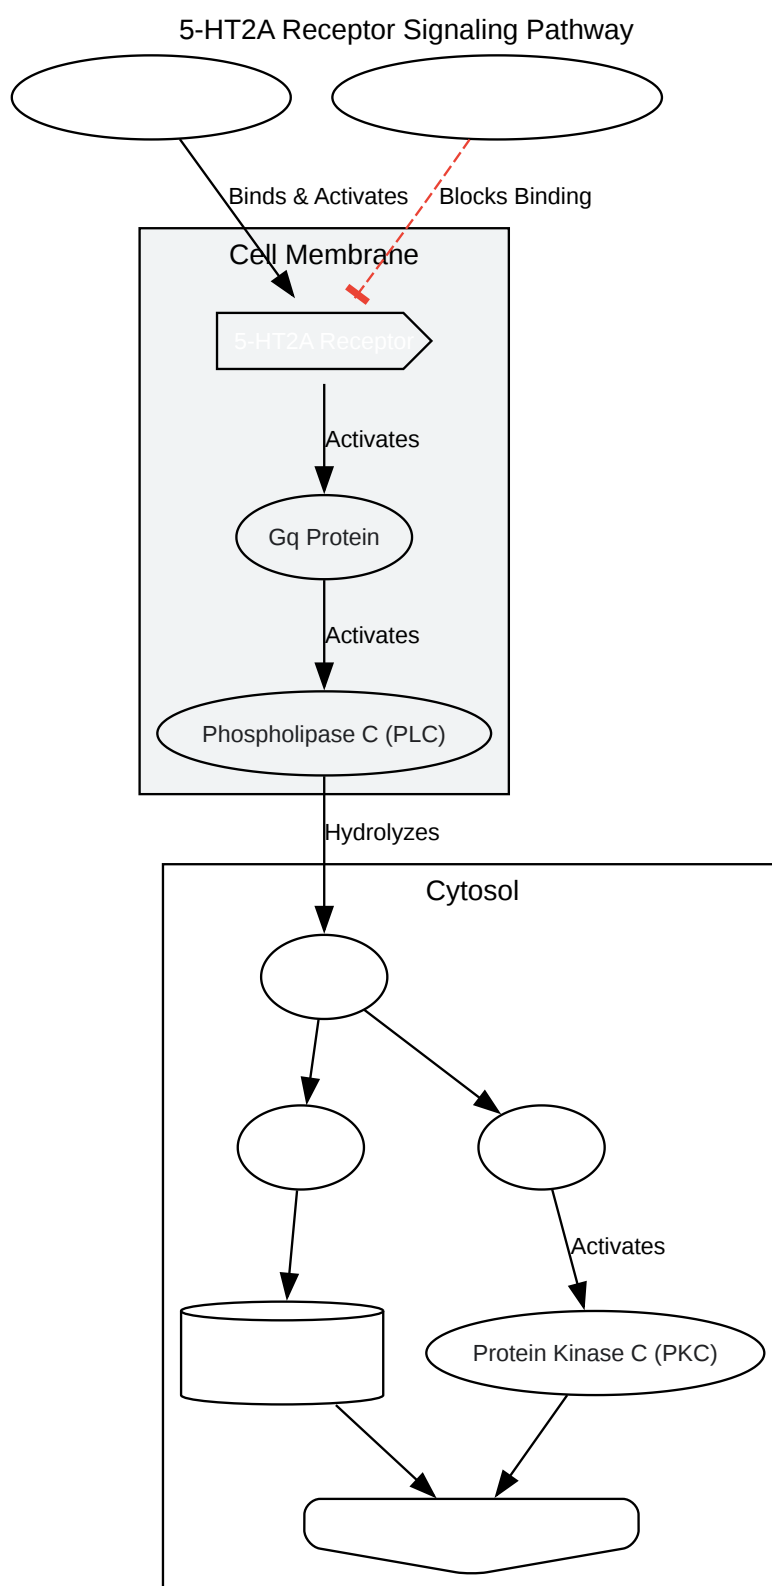 5-HT2A Receptor Signaling Pathway
Binds & Activates
Blocks Binding
Cell Membrane
5-HT2A Receptor
Activates
Gq Protein
Activates
Phospholipase C (PLC)
Hydrolyzes
Cytosol
Activates
Protein Kinase C (PKC)